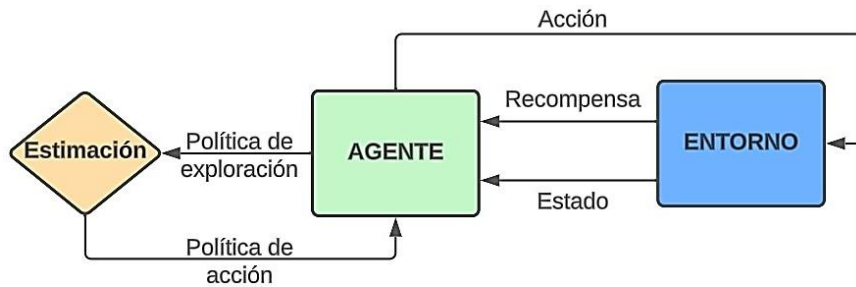 Acción
Recompensa
Estimación
Política de
exploración
AGENTE
ENTORNO
Estado
Política de
acción